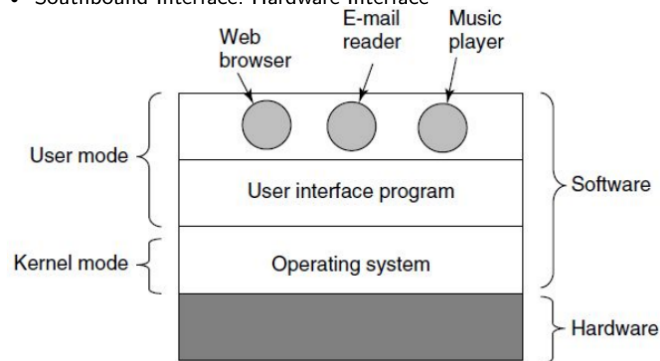 • Southbound Interface: Hardware Interface
E-mail
reader
Music
player
Web
browser
User mode
User interface program
Software
Kernel mode
Operating system
Hardware